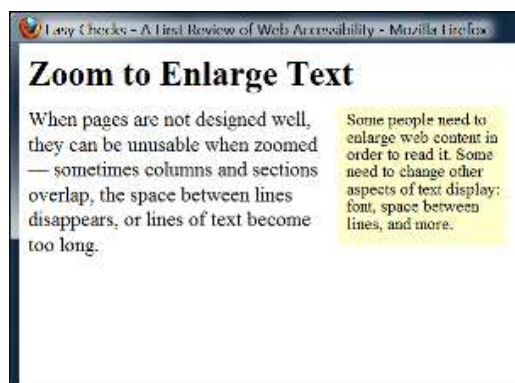 Easy Checks - A First Review of Web Accessibility - Mozilla Firefox
Zoom to Enlarge Text
When pages are not designed well,
they can be unusable when zoomed
— sometimes columns and sections
overlap, the space between lines
disappears, or lines of text become
too long.
Some people need to
enlarge web content in
order to read it. Some
need to change other
aspects of text display:
font, space between
lines, and more.